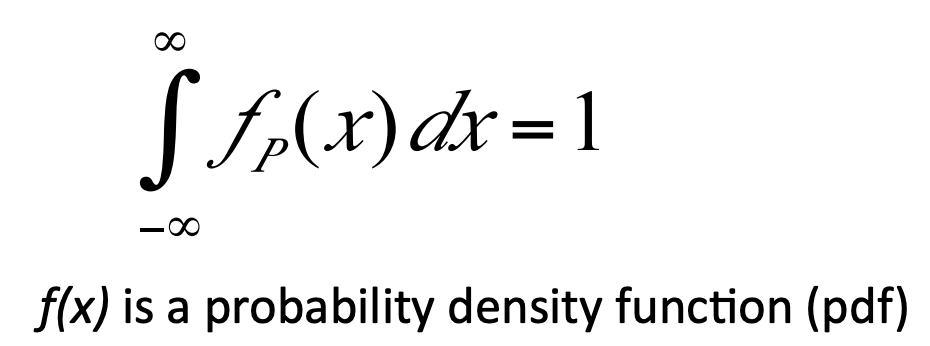 ∫_{-∞}^{∞} f_P(x) dx = 1
f(x) is a probability density function (pdf)